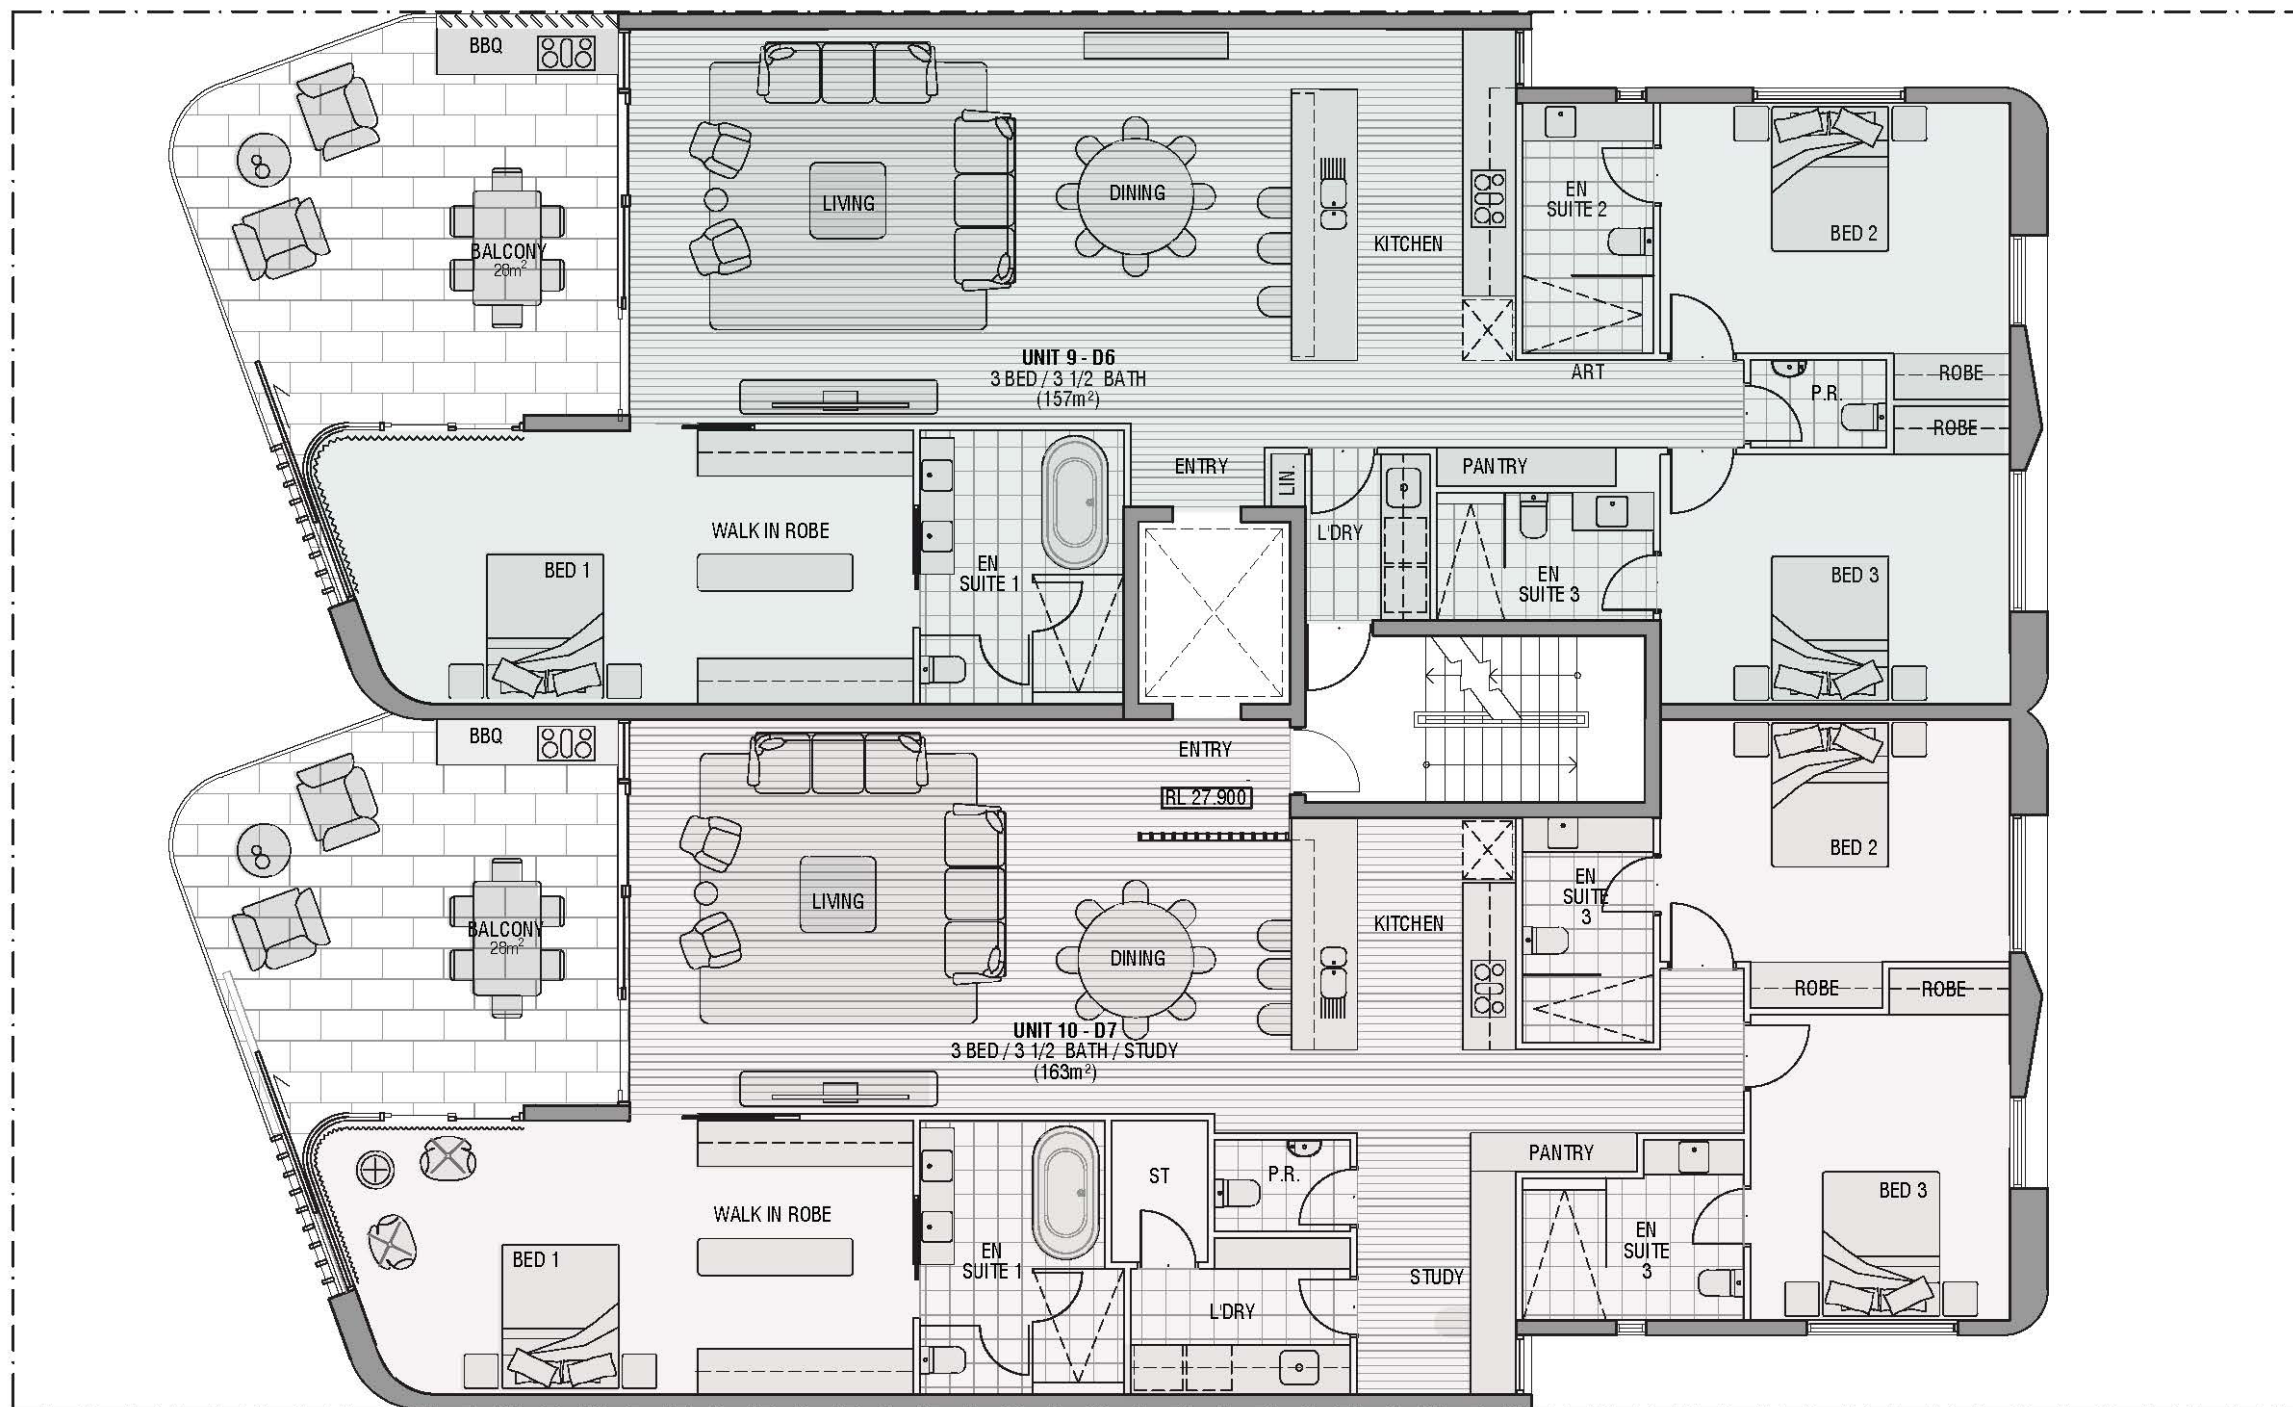 BBQ
BALCONY
28m²
LIVING
DINING
KITCHEN
EN
SUITE 2
BED 2
UNIT 9 - D6
3 BED / 3 1/2 BATH
(157m²)
ART
P.R.
ROBE
ROBE
ENTRY
LIN.
PANTRY
L'DRY
WALK IN ROBE
BED 1
EN
SUITE 1
EN
SUITE 3
BED 3
BBQ
ENTRY
RL 27.900
BALCONY
28m²
LIVING
DINING
KITCHEN
EN
SUITE
3
BED 2
ROBE
ROBE
UNIT 10 - D7
3 BED / 3 1/2 BATH / STUDY
(163m²)
PANTRY
ST
P.R.
WALK IN ROBE
BED 1
EN
SUITE 1
L'DRY
STUDY
EN
SUITE
3
BED 3